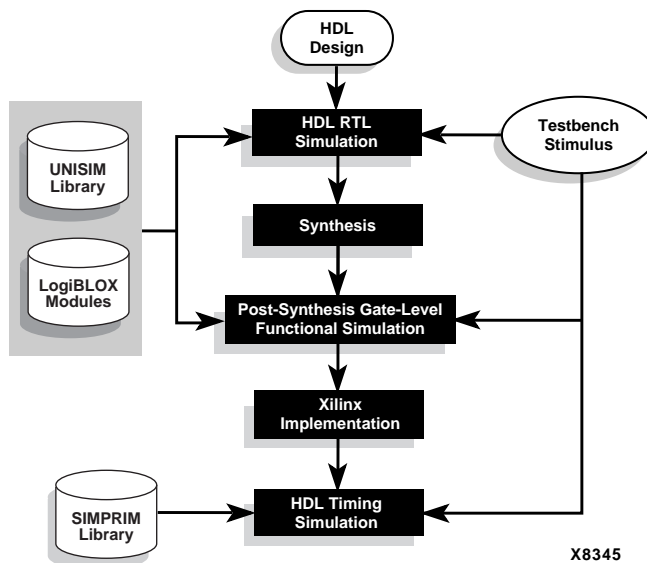 HDL
Design
HDL RTL
Simulation
Testbench
Stimulus
UNISIM
Library
Synthesis
LogiBLOX
Modules
Post-Synthesis Gate-Level
Functional Simulation
Xilinx
Implementation
SIMPRIM
Library
HDL Timing
Simulation
X8345